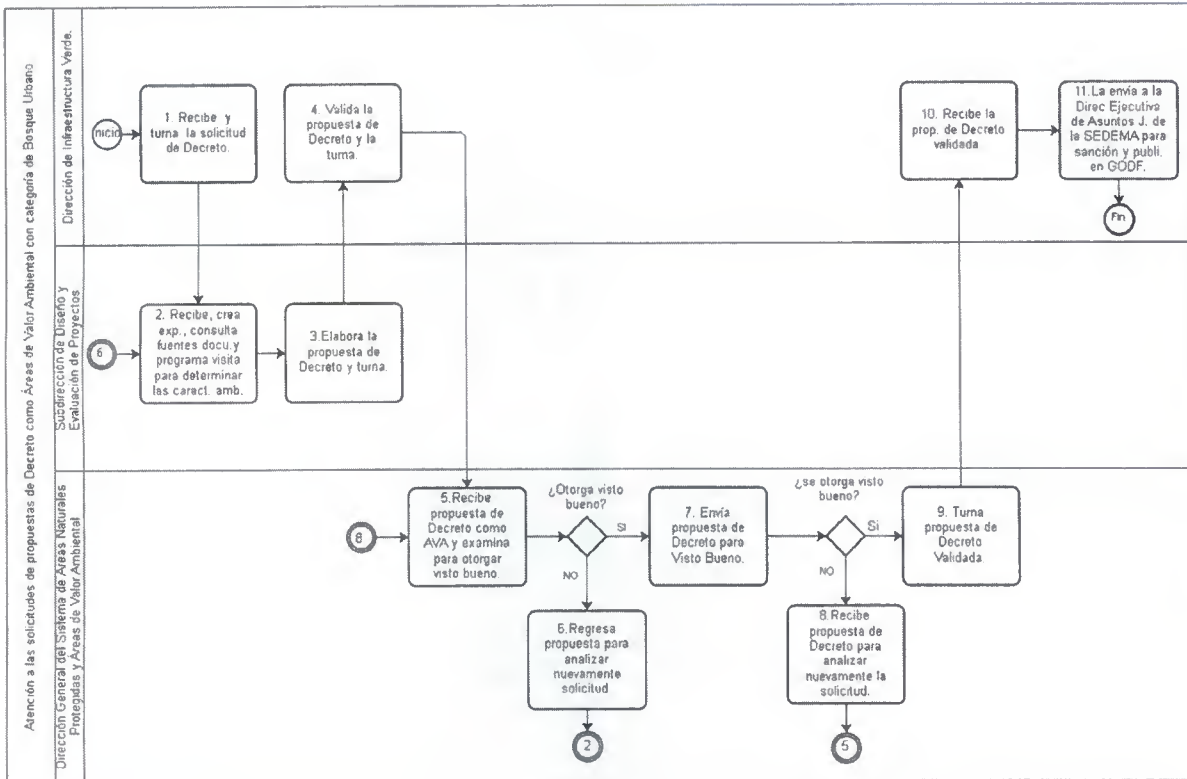 Atención a las solicitudes de propuestas de Decreto como Áreas de Valor Ambiental con categoría de Bosque Urbano
Dirección de Infraestructura Verde.
Inicio
1. Recibe y
turna la solicitud
de Decreto.
4. Valida la
propuesta de
Decreto y la
turna.
10. Recibe la
prop. de Decreto
validada
11.La envía a la
Direc Ejecutiva
de Asuntos J. de
la SEDEMA para
sanción y publi.
en GODF.
Fin
Subdirección de Diseño y
Evaluación de Proyectos
6
2. Recibe, crea
exp., consulta
fuentes docu.y
programa visita
para determinar
las caract. amb.
3.Elabora la
propuesta de
Decreto y turna.
Dirección General del Sistema de Áreas Naturales
Protegidas y Áreas de Valor Ambiental
8
5.Recibe
propuesta de
Decreto como
AVA y examina
para otorgar
visto bueno.
¿Otorga visto
bueno?
SI
NO
6.Regresa
propuesta para
analizar
nuevamente
solicitud
2
7. Envía
propuesta de
Decreto para
Visto Bueno.
¿se otorga visto
bueno?
Si
NO
8.Recibe
propuesta de
Decreto para
analizar
nuevamente la
solicitud.
5
9. Turna
propuesta de
Decreto
Validada